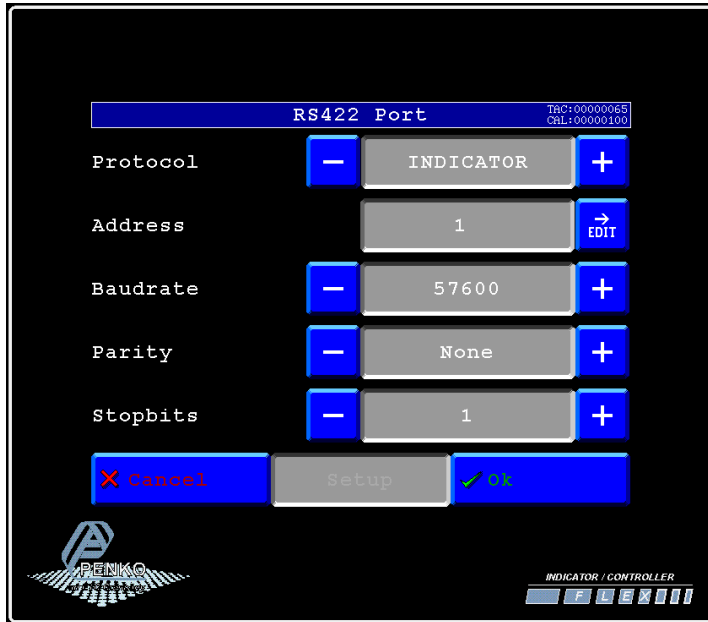 RS422 Port
TAC:00000065
CAL:00000100
Protocol − INDICATOR +
Address 1 → EDIT
Baudrate − 57600 +
Parity − None +
Stopbits − 1 +
Cancel Setup Ok
PENKO
INDICATOR / CONTROLLER
FLEX